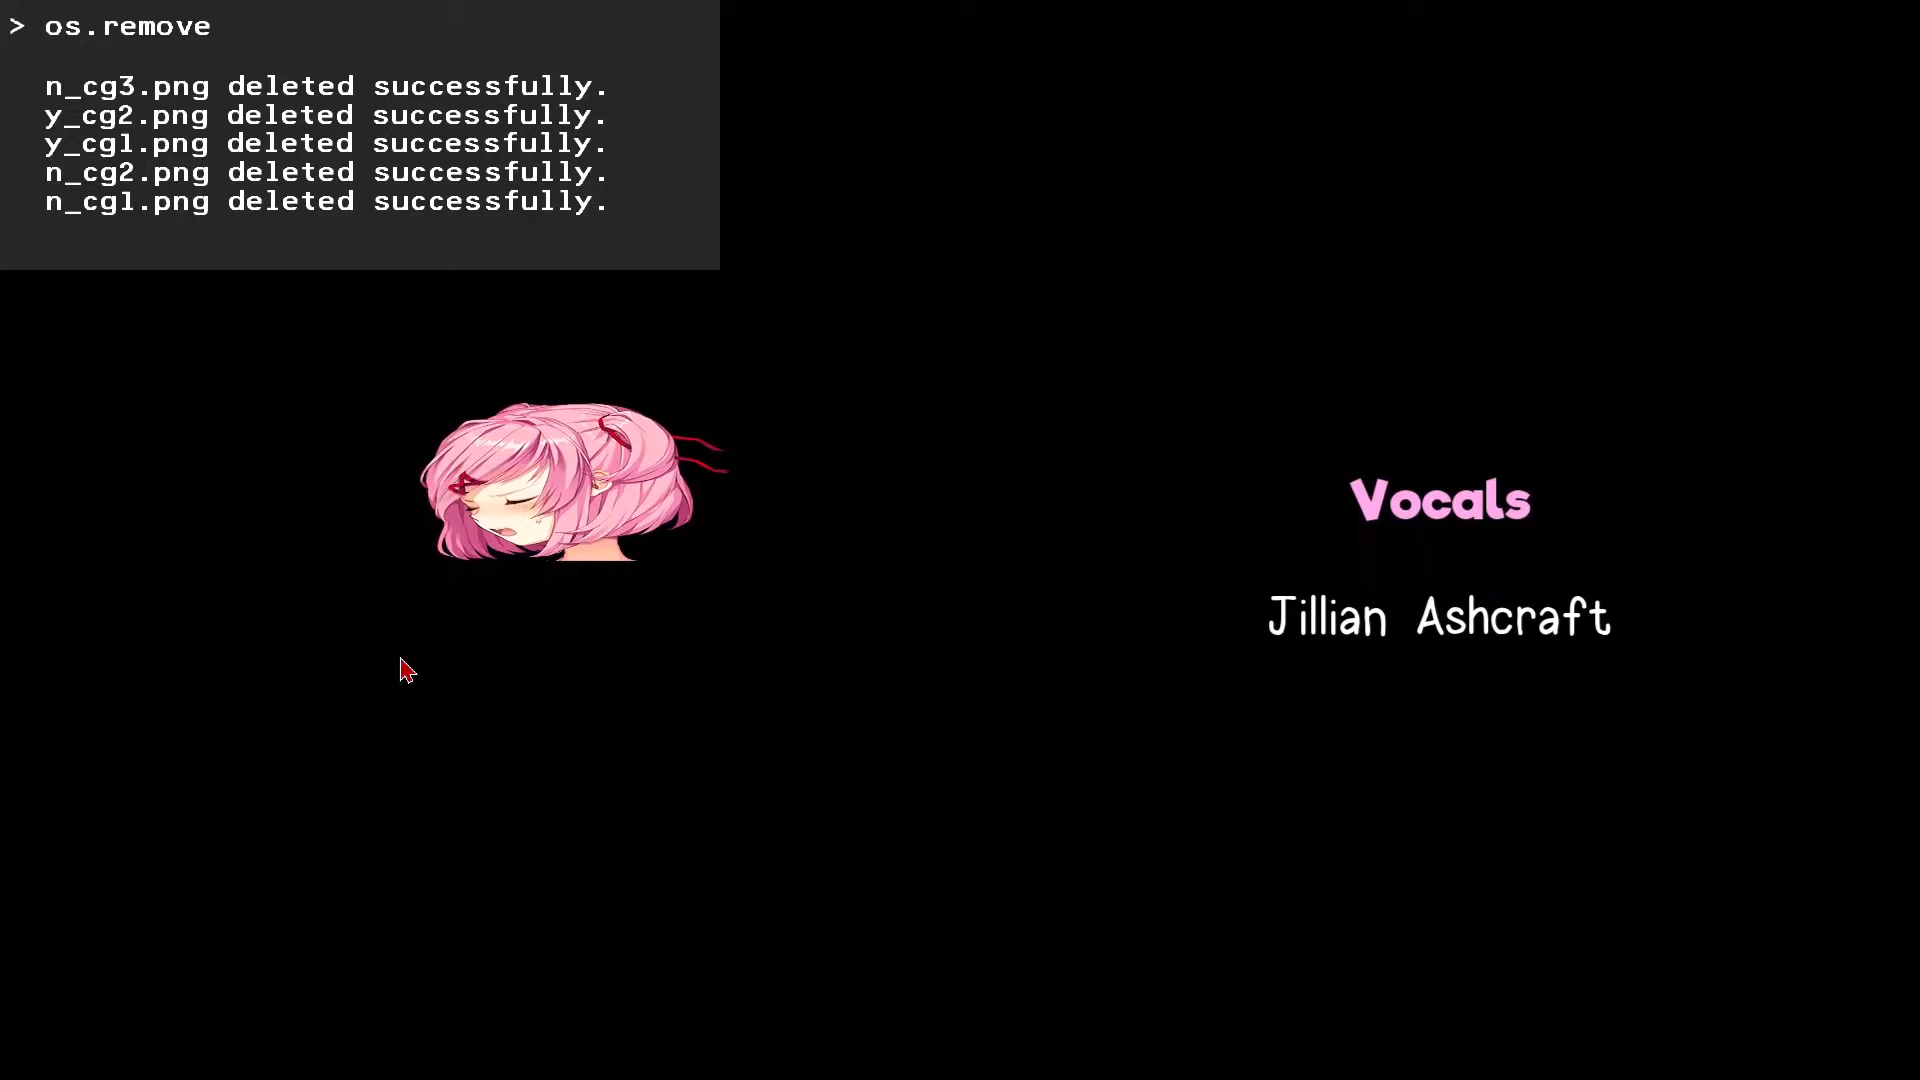 > os.remove
n_cg3.png deleted successfully.
y_cg2.png deleted successfully.
y_cg1.png deleted successfully.
n_cg2.png deleted successfully.
n_cg1.png deleted successfully.
Vocals
Jillian Ashcraft